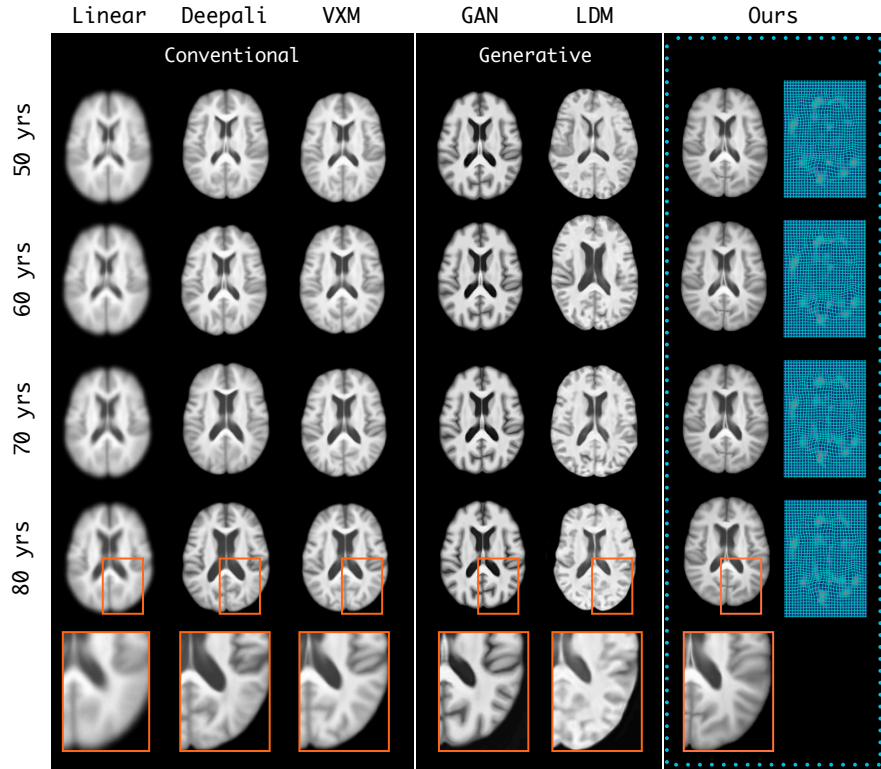 Linear Deepali VXM GAN LDM Ours
Conventional Generative
50 yrs
60 yrs
70 yrs
80 yrs